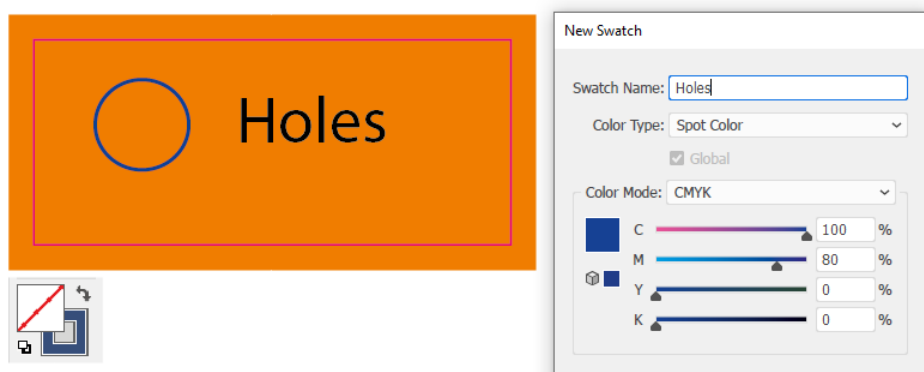 Holes
New Swatch
Swatch Name: Holes
Color Type: Spot Color
Global
Color Mode: CMYK
C 100 %
M 80 %
Y 0 %
K 0 %